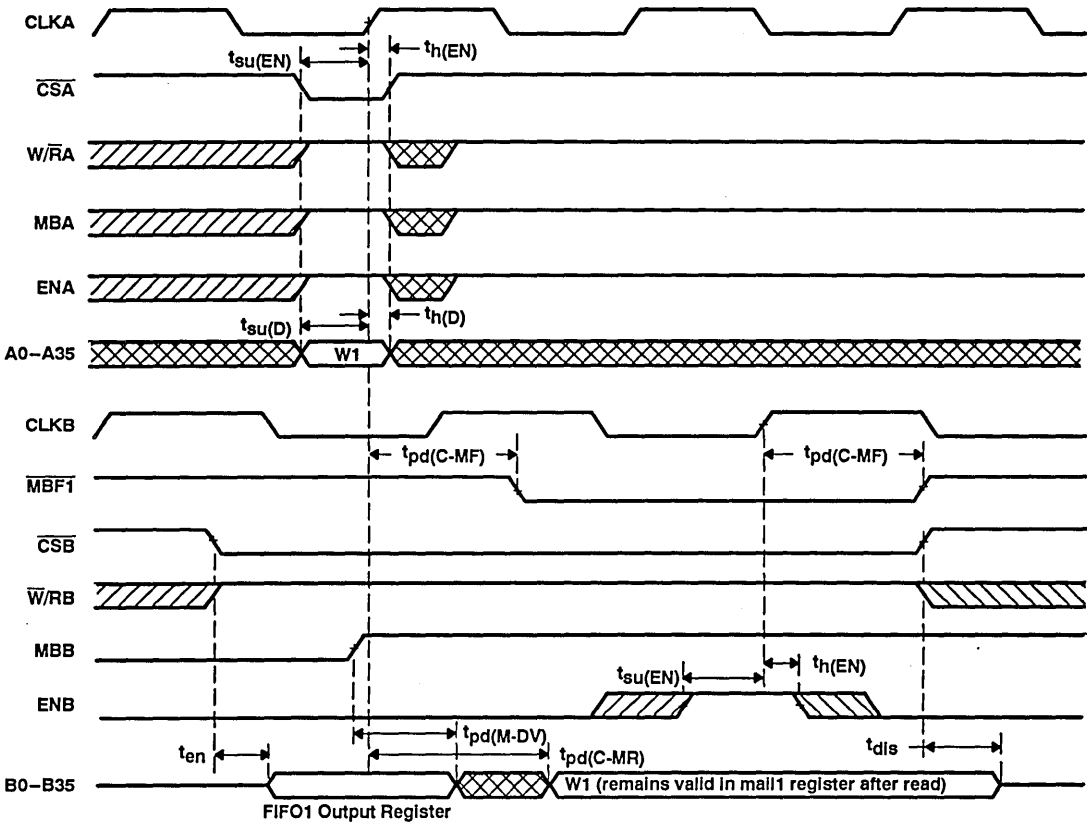 CLKA
tsu(EN)
th(EN)
CSA
W/RA
MBA
ENA
tsu(D)
th(D)
A0–A35
W1
CLKB
tpd(C-MF)
tpd(C-MF)
MBF1
CSB
W/RB
MBB
tsu(EN)
th(EN)
ENB
tpd(M-DV)
ten
tpd(C-MR)
tdis
B0–B35
W1 (remains valid in mail1 register after read)
FIFO1 Output Register